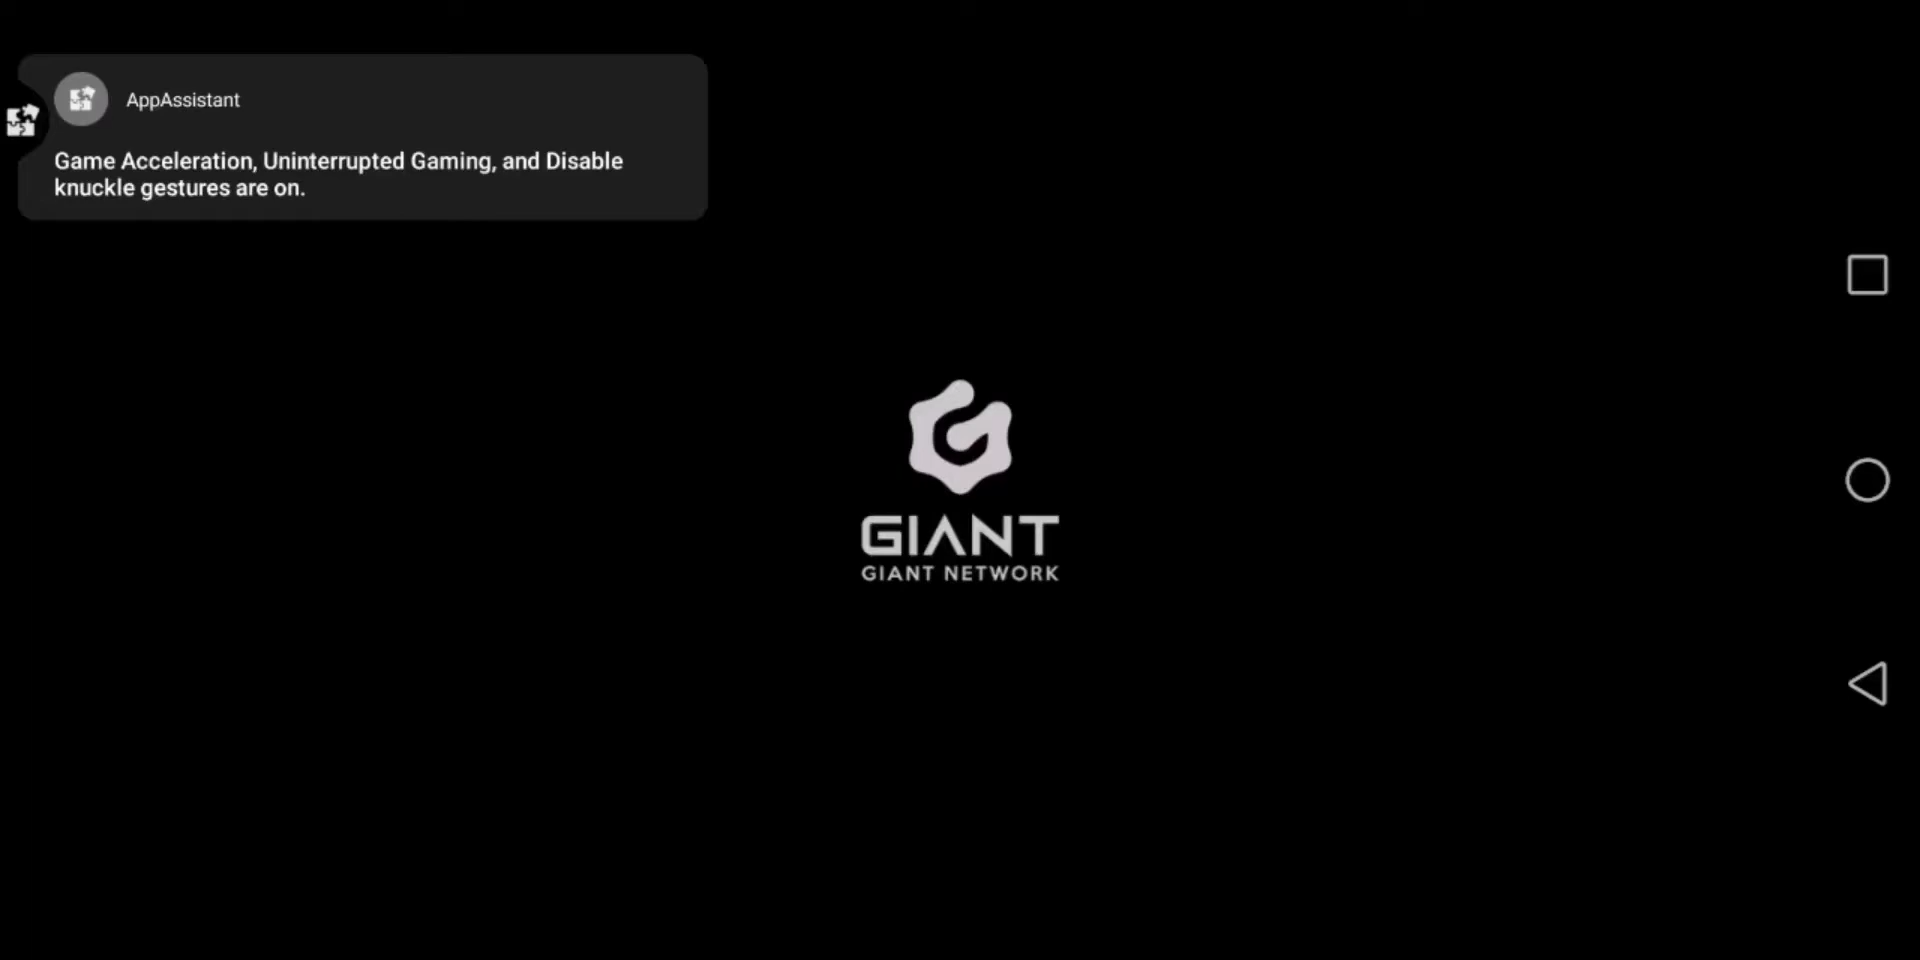 AppAssistant
Game Acceleration, Uninterrupted Gaming, and Disable
knuckle gestures are on.
GIANT
GIANT NETWORK